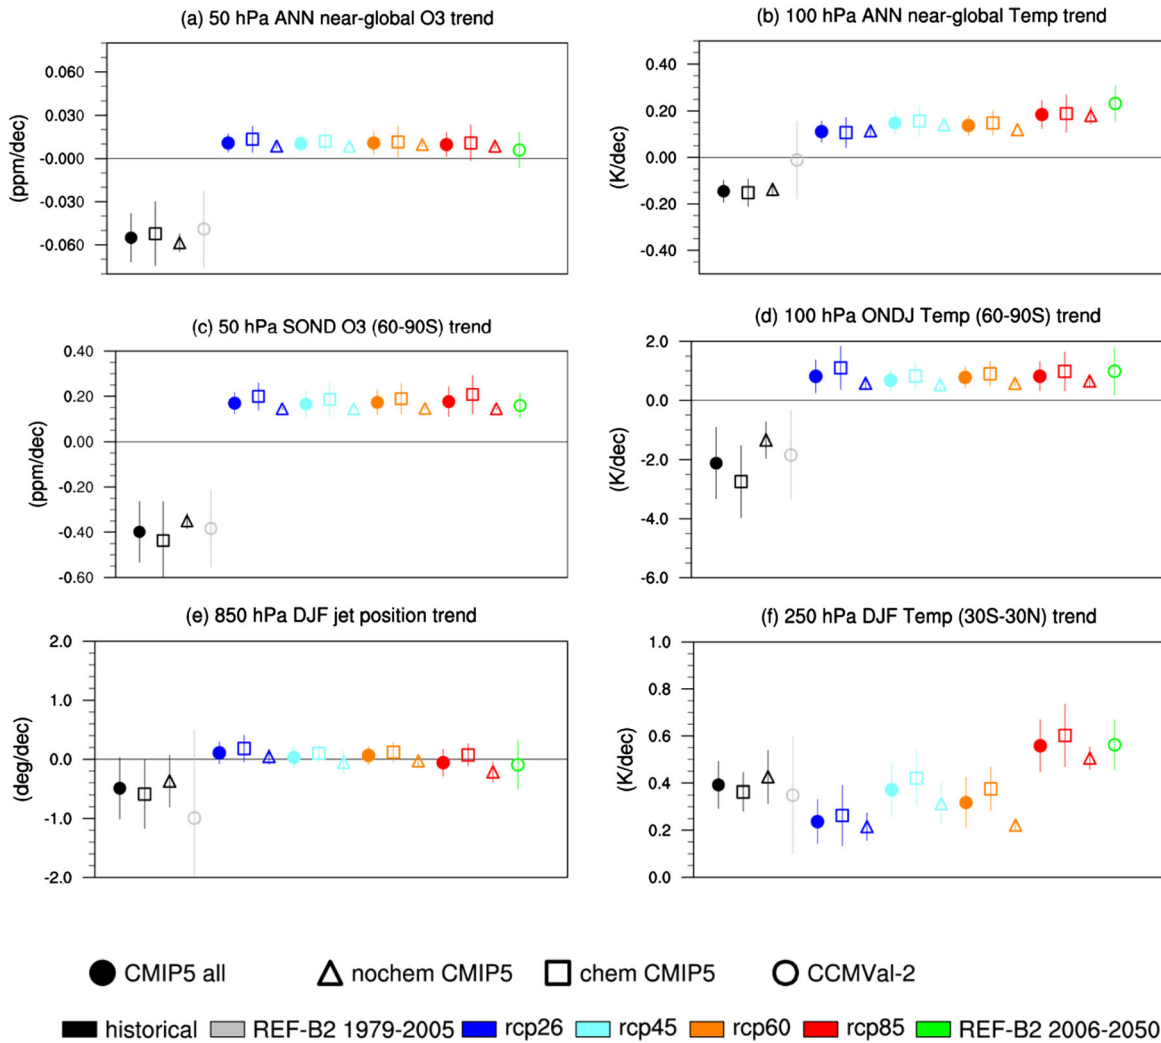 (a) 50 hPa ANN near-global O3 trend
(ppm/dec)
0.060
0.030
-0.000
-0.030
-0.060
(b) 100 hPa ANN near-global Temp trend
(K/dec)
0.40
0.20
0.00
-0.20
-0.40
(c) 50 hPa SOND O3 (60-90S) trend
(ppm/dec)
0.40
0.20
0.00
-0.20
-0.40
-0.60
(d) 100 hPa ONDJ Temp (60-90S) trend
(K/dec)
2.0
0.0
-2.0
-4.0
-6.0
(e) 850 hPa DJF jet position trend
(deg/dec)
2.0
1.0
0.0
-1.0
-2.0
(f) 250 hPa DJF Temp (30S-30N) trend
(K/dec)
1.0
0.8
0.6
0.4
0.2
0.0
CMIP5 all nochem CMIP5 chem CMIP5 CCMVal-2
historical REF-B2 1979-2005 rcp26 rcp45 rcp60 rcp85 REF-B2 2006-2050